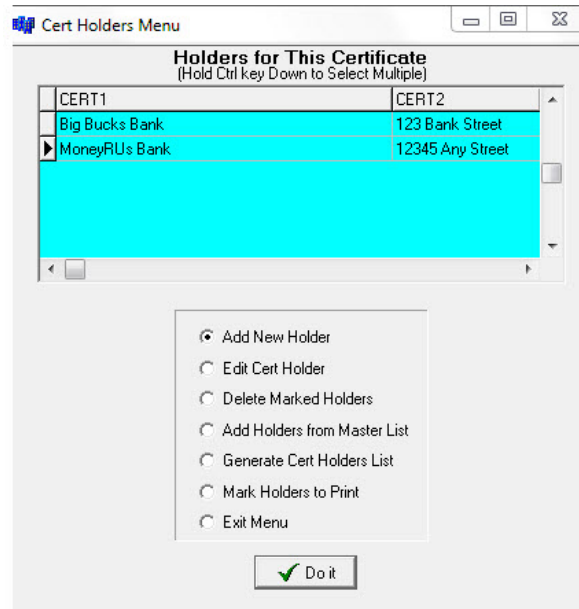 Cert Holders Menu
Holders for This Certificate
(Hold Ctrl key Down to Select Multiple)
CERT1 CERT2
Big Bucks Bank 123 Bank Street
MoneyRUs Bank 12345 Any Street
Add New Holder
Edit Cert Holder
Delete Marked Holders
Add Holders from Master List
Generate Cert Holders List
Mark Holders to Print
Exit Menu
Do it